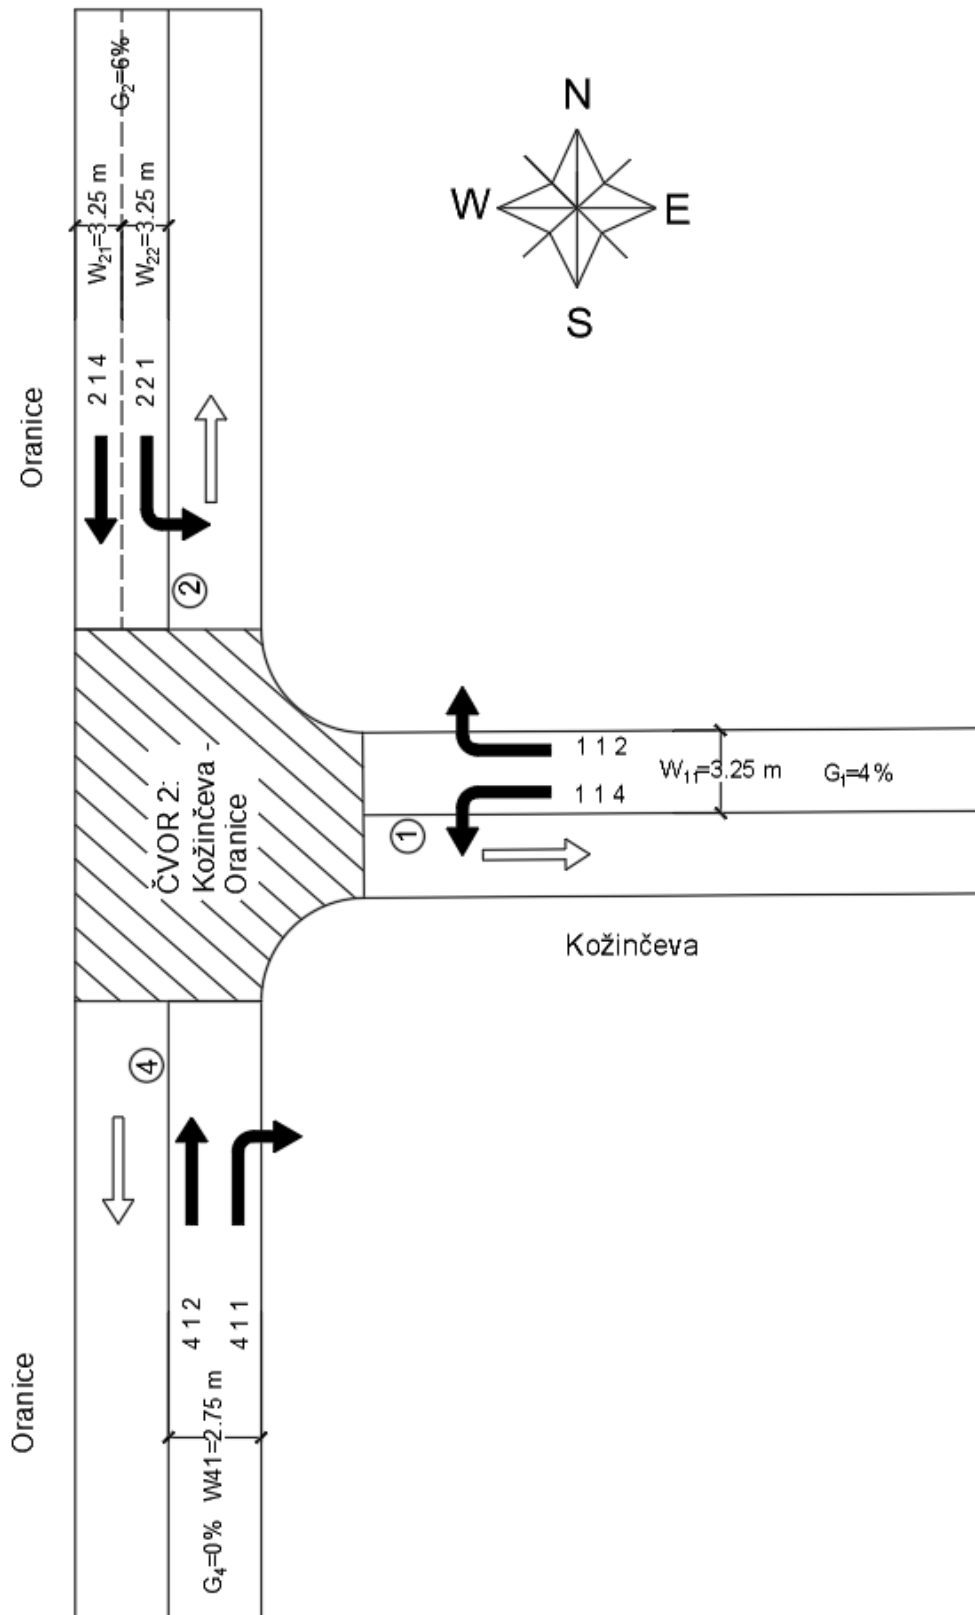 G₂=6%
W₂₁=3.25 m
W₂₂=3.25 m
2 1 4
2 2 1
Oranice
N
W
E
S
2
ČVOR 2:
Kožinčeva -
Oranice
1 1 2
1 1 4
W₁₁=3.25 m
G₁=4%
1
Kožinčeva
4
4 1 2
4 1 1
Oranice
G₄=0% W41=2.75 m